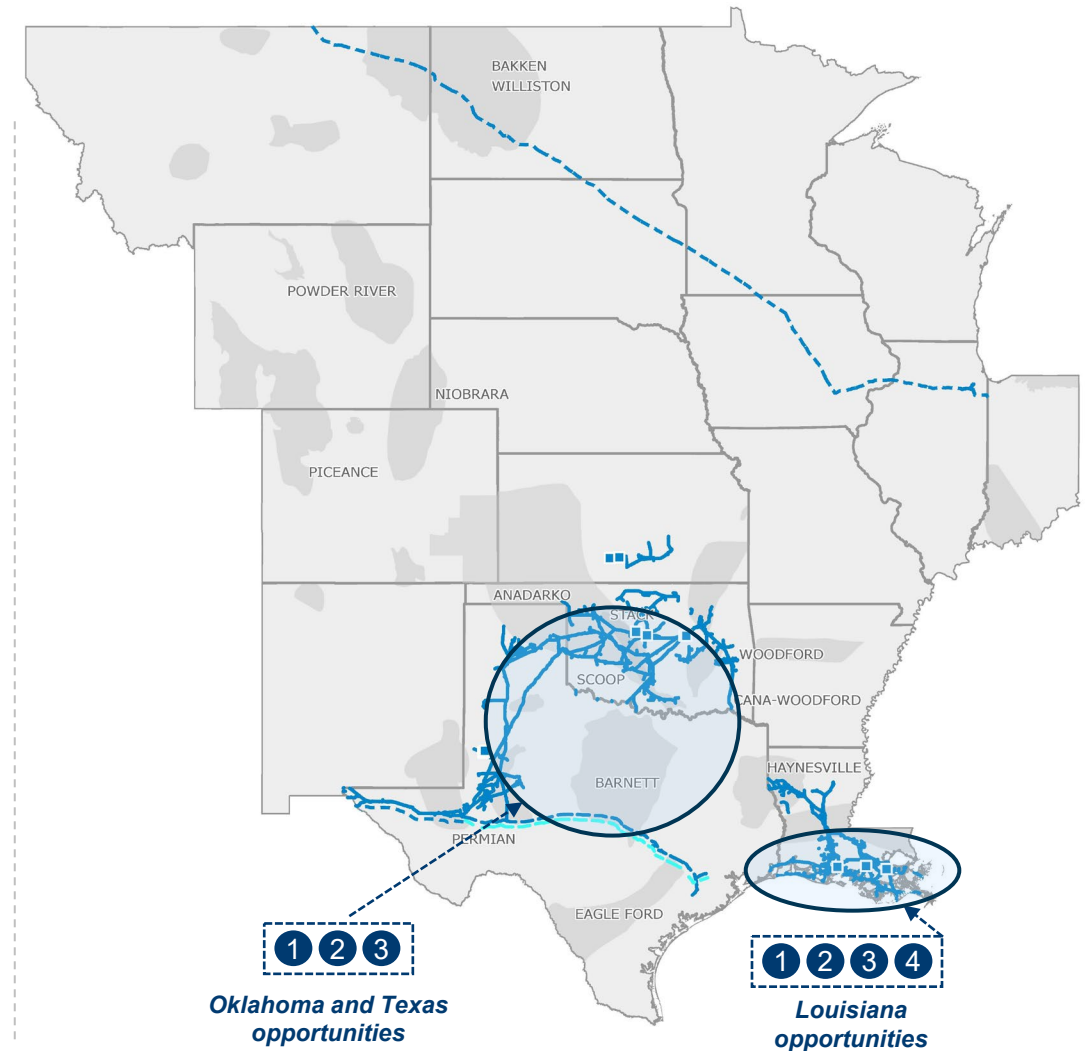 BAKKEN
WILLISTON
POWDER RIVER
NIOBRARA
PICEANCE
ANADARKO
STACK
WOODFORD
SCOOP
CANA-WOODFORD
HAYNESVILLE
BARNETT
PERMIAN
EAGLE FORD
1 2 3
Oklahoma and Texas
opportunities
1 2 3 4
Louisiana
opportunities